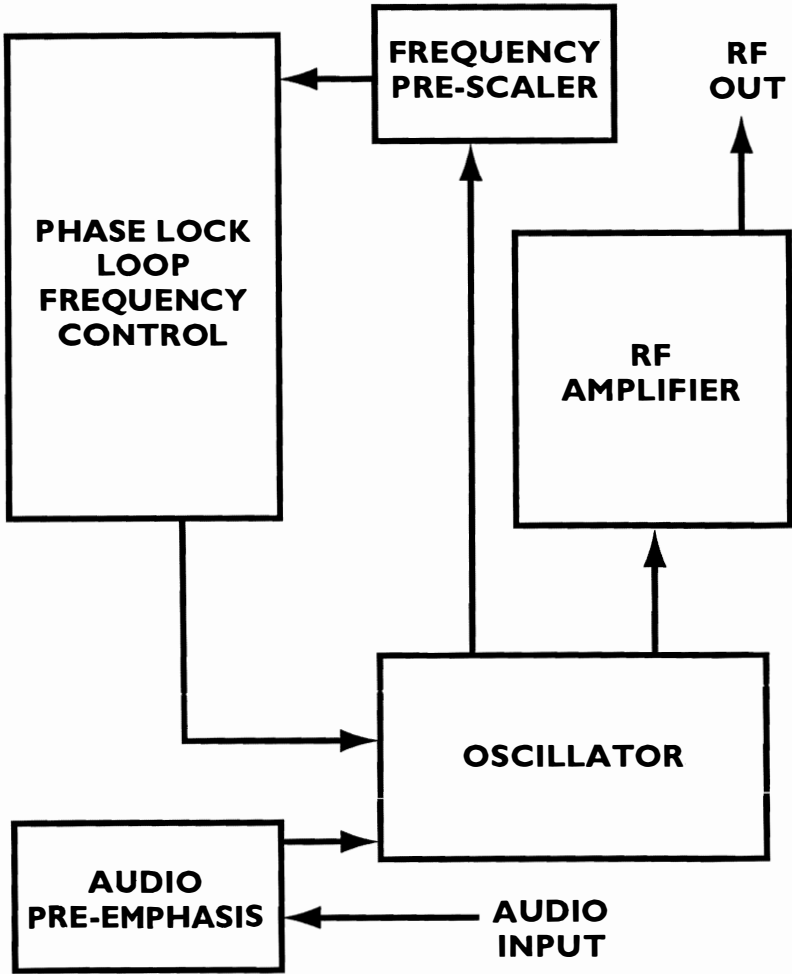 FREQUENCY
PRE-SCALER
RF
OUT
PHASE LOCK
LOOP
FREQUENCY
CONTROL
RF
AMPLIFIER
OSCILLATOR
AUDIO
PRE-EMPHASIS
AUDIO
INPUT